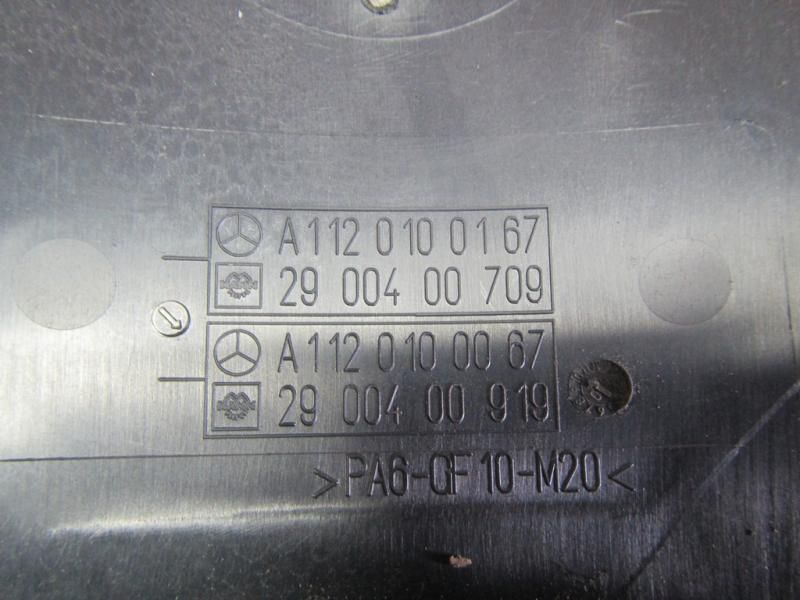 A 112 010 01 67
29 004 00 709
A 112 010 00 67
29 004 00 919
>PA6-GF10-M20<